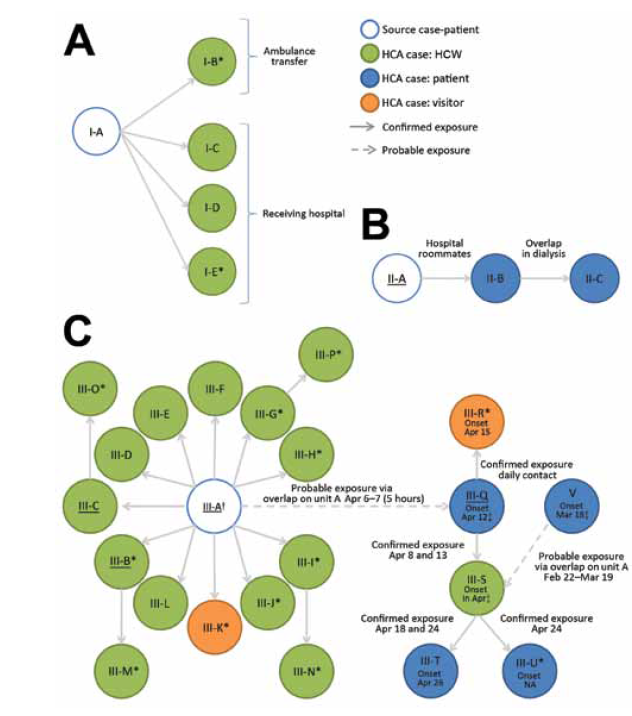 A
I-A
I-B*
I-C
I-D
I-E*
Ambulance
transfer
Receiving hospital
Source case-patient
HCA case: HCW
HCA case: patient
HCA case: visitor
Confirmed exposure
Probable exposure
B
II-A
Hospital
roommates
II-B
Overlap
in dialysis
II-C
C
III-P*
III-O*
III-E
III-F
III-G*
III-D
III-H*
III-C
III-A†
Probable exposure via
overlap on unit A Apr 6–7 (5 hours)
III-B*
III-I*
III-L
III-J*
III-K*
III-M*
III-N*
III-R*
Onset
Apr 15
Confirmed exposure
daily contact
III-Q
Onset
Apr 12‡
V
Onset
Mar 18‡
Confirmed exposure
Apr 8 and 13
Probable exposure
via overlap on unit A
Feb 22–Mar 19
III-S
Onset
in Apr‡
Confirmed exposure
Apr 18 and 24
Confirmed exposure
Apr 24
III-T
Onset
Apr 26
III-U*
Onset
NA